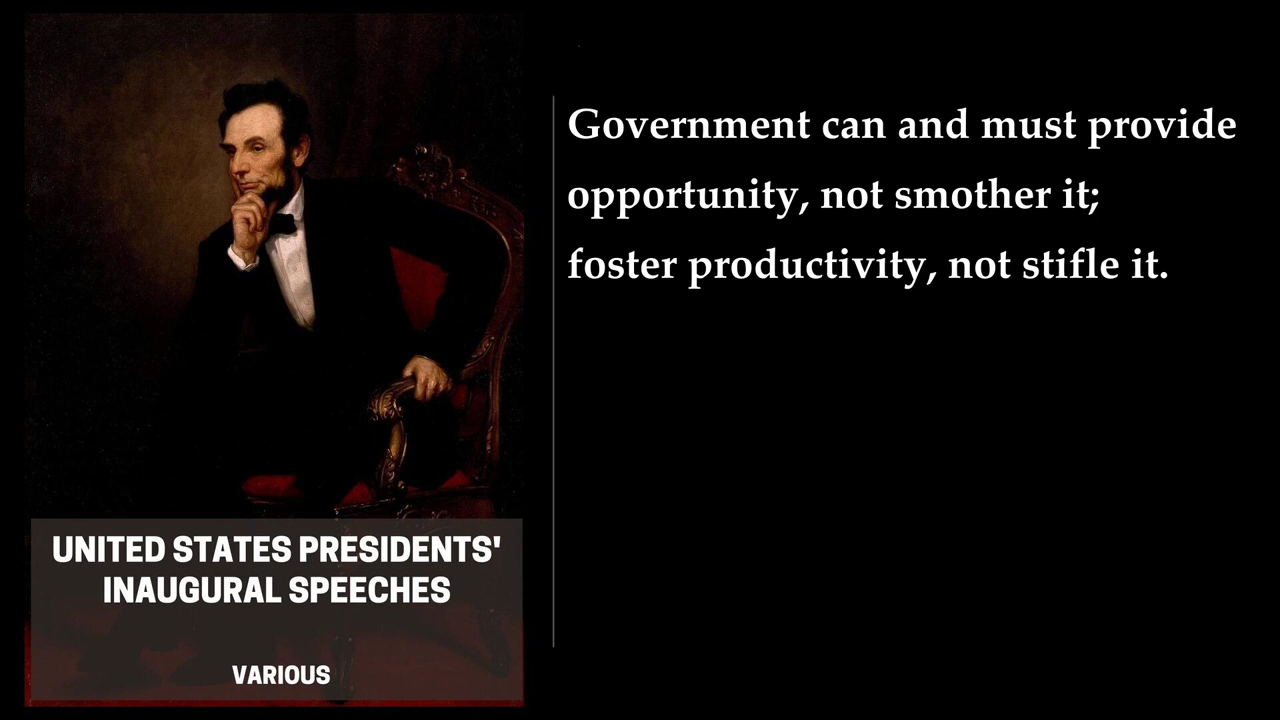 Government can and must provide
opportunity, not smother it;
foster productivity, not stifle it.
UNITED STATES PRESIDENTS'
INAUGURAL SPEECHES
VARIOUS